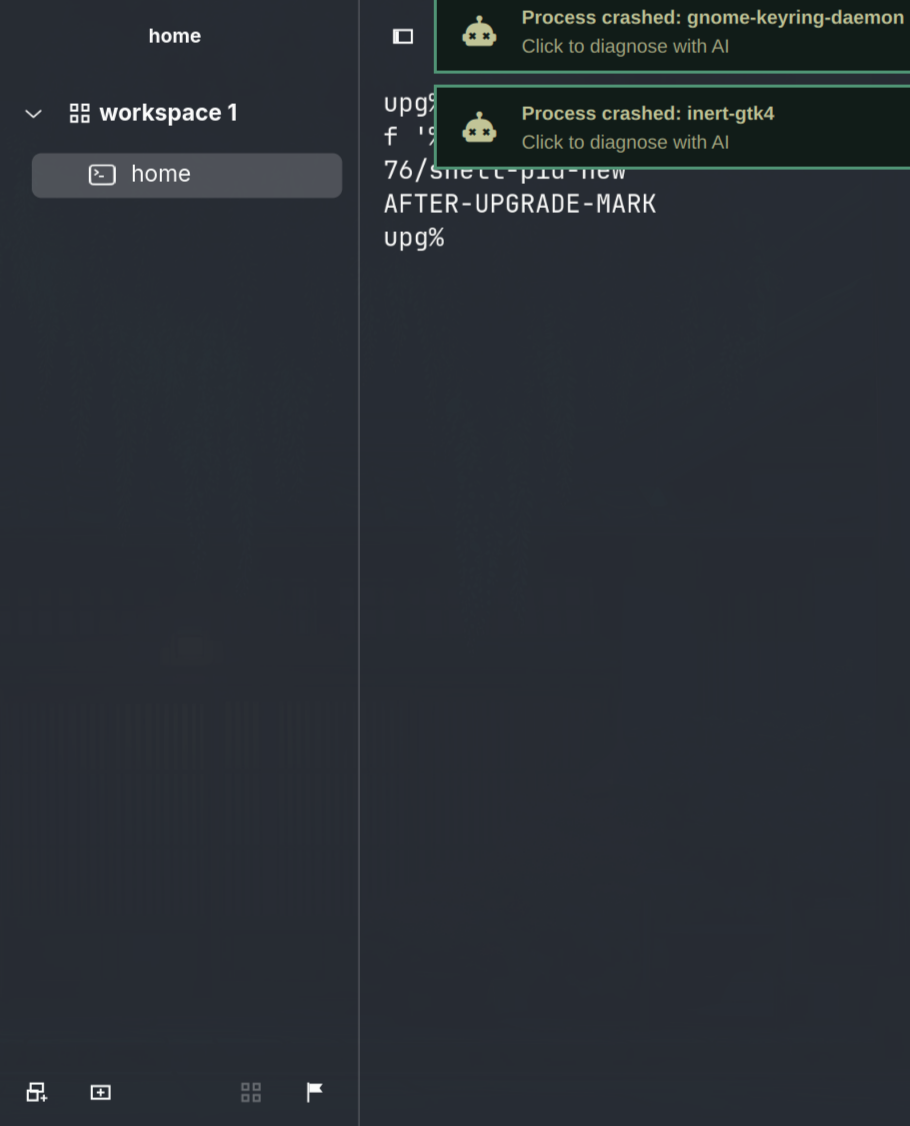 home
workspace 1
home
Process crashed: gnome-keyring-daemon
Click to diagnose with AI
Process crashed: inert-gtk4
Click to diagnose with AI
upg%
f '%
76/shell-pid-new
AFTER-UPGRADE-MARK
upg%